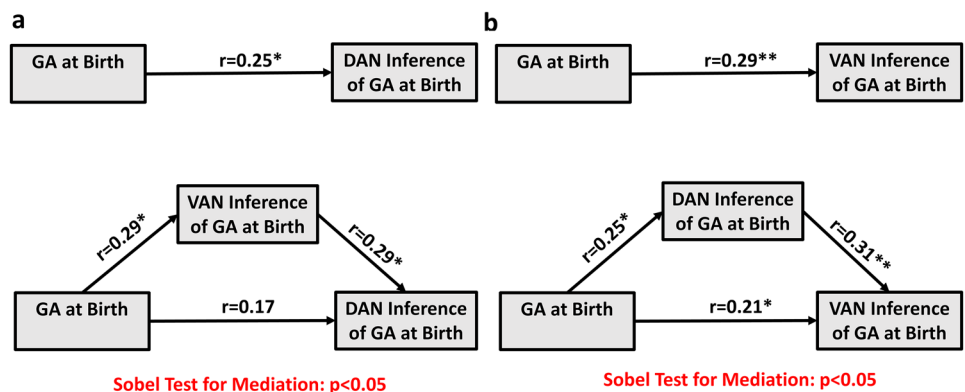 a
GA at Birth
r=0.25*
DAN Inference
of GA at Birth
VAN Inference
of GA at Birth
r=0.29*
r=0.29*
GA at Birth
r=0.17
DAN Inference
of GA at Birth
Sobel Test for Mediation: p<0.05
b
GA at Birth
r=0.29**
VAN Inference
of GA at Birth
DAN Inference
of GA at Birth
r=0.25*
r=0.31**
GA at Birth
r=0.21*
VAN Inference
of GA at Birth
Sobel Test for Mediation: p<0.05